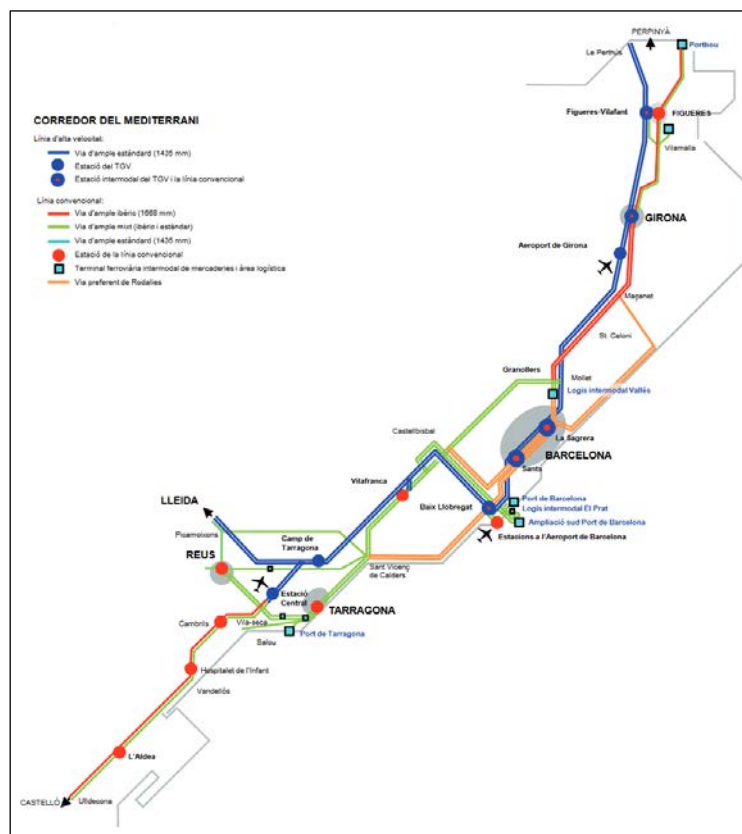 PERPINYÀ
Le Perthús
Portbou
CORREDOR DEL MEDITERRANI
Línia d'alta velocitat:
Via d'ample estàndard (1435 mm)
Estació del TGV
Estació intermodal del TGV i la línia convencional
Línia convencional:
Via d'ample ibèric (1668 mm)
Via d'ample mixt (ibèric i estàndar)
Via d'ample estàndard (1435 mm)
Estació de la línia convencional
Terminal ferroviària intermodal de mercaderies i àrea logística
Via preferent de Rodalies
Figueres-Vilafant
FIGUERES
Vilamalla
GIRONA
Aeroport de Girona
Maçanet
St. Celoni
Granollers
Mollet
Logis intermodal Vallès
Castellbisbal
La Sagrera
BARCELONA
Sants
Vilafranca
Baix Llobregat
Port de Barcelona
Logis intermodal El Prat
Ampliació sud Port de Barcelona
Estacions a l'Aeroport de Barcelona
LLEIDA
Pisamoixons
Camp de
Tarragona
REUS
Sant Vicenç
de Calders
Estació
Central
TARRAGONA
Cambrils
Vila-seca
Salou
Port de Tarragona
Hospitalet de l'Infant
Vandellós
L'Aldea
CASTELLÓ
Ulldecona